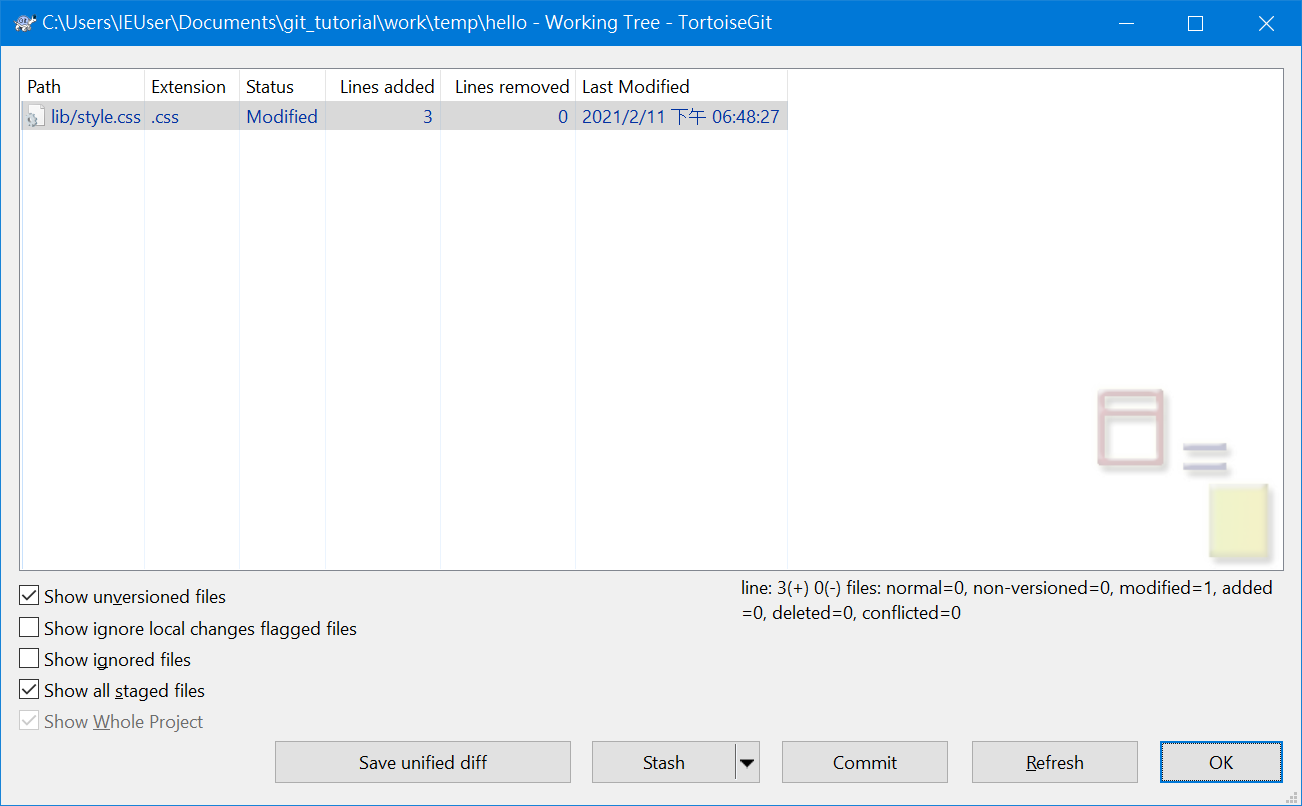 C:\Users\IEUser\Documents\git_tutorial\work\temp\hello - Working Tree - TortoiseGit
Path Extension Status Lines added Lines removed Last Modified
lib/style.css .css Modified 3 0 2021/2/11 下午 06:48:27
line: 3(+) 0(-) files: normal=0, non-versioned=0, modified=1, added
=0, deleted=0, conflicted=0
Show unversioned files
Show ignore local changes flagged files
Show ignored files
Show all staged files
Show Whole Project
Save unified diff Stash Commit Refresh OK